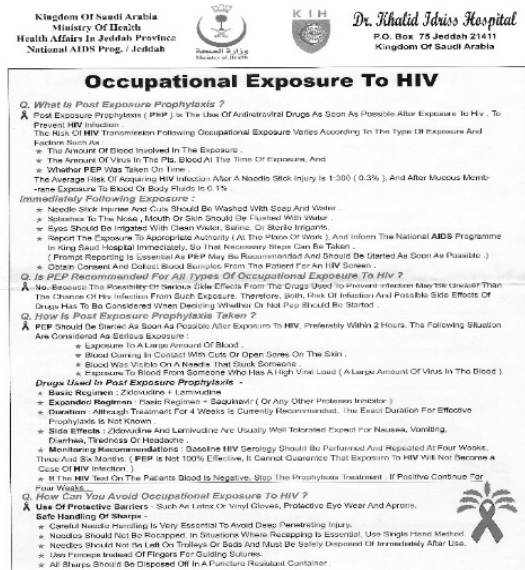 Kingdom Of Saudi Arabia
Ministry Of Health
Health Affairs In Jeddah Province
National AIDS Prog. / Jeddah
وزارة الصحة
Ministry of Health
K I H
Dr. Khalid Idriss Hospital
P.O. Box 75 Jeddah 21411
Kingdom Of Saudi Arabia
Occupational Exposure To HIV
Q. What Is Post Exposure Prophylaxis ?
Post Exposure Prophylaxis ( PEP ) Is The Use Of Antiretroviral Drugs As Soon As Possible After Exposure To Hiv , To
Prevent HIV Infection
The Risk Of HIV Transmission Following Occupational Exposure Varies According To The Type Of Exposure And
Factors Such As :
The Amount Of Blood Involved In The Exposure .
The Amount Of Virus In The Pts. Blood At The Time Of Exposure, And
Whether PEP Was Taken On Time .
The Average Risk Of Acquiring HIV Infection After A Needle Stick Injury Is 1:300 ( 0.3% ), And After Mucous Memb-
-rane Exposure To Blood Or Body Fluids Is 0.1% .
Immediately Following Exposure :
Needle Stick Injuries And Cuts Should Be Washed With Soap And Water .
Splashes To The Nose , Mouth Or Skin Should Be Flushed With Water .
Eyes Should Be Irrigated With Clean Water, Saline, Or Sterile Irrigants.
Report The Exposure To Appropriate Authority ( At The Place Of Work ), And Inform The National AIDS Programme
In King Saud Hospital Immediately, So That Necessary Steps Can Be Taken .
( Prompt Reporting Is Essential As PEP May Be Recommended And Should Be Started As Soon As Possible .)
Obtain Consent And Collect Blood Samples From The Patient For An HIV Screen .
Q. Is PEP Recommended For All Types Of Occupational Exposure To HIV ?
No. Because The Possibility Of Serious Side Effects From The Drugs Used To Prevent Infection May Be Greater Than
The Chance Of Hiv Infection From Such Exposure. Therefore, Both, Risk Of Infection And Possible Side Effects Of
Drugs Has To Be Considered When Deciding Whether Or Not Pep Should Be Started .
Q. How Is Post Exposure Prophylaxis Taken ?
PEP Should Be Started As Soon As Possible After Exposure To HIV, Preferably Within 2 Hours. The Following Situation
Are Considered As Serious Exposure :
Exposure To A Large Amount Of Blood .
Blood Coming In Contact With Cuts Or Open Sores On The Skin .
Blood Was Visible On A Needle That Stuck Someone .
Exposure To Blood From Someone Who Has A High Viral Load ( A Large Amount Of Virus In The Blood ).
Drugs Used In Post Exposure Prophylaxis -
Basic Regimen : Zidovudine + Lamivudine
Expanded Regimen : Basic Regimen + Saquinavir ( Or Any Other Protease Inhibitor )
Duration : Although Treatment For 4 Weeks Is Currently Recommended, The Exact Duration For Effective
Prophylaxis Is Not Known .
Side Effects : Zidovudine And Lamivudine Are Usually Well Tolorated Expect For Nausea, Vomiting,
Diarrhea, Tiredness Or Headache .
Monitoring Recommendations : Baseline HIV Serology Should Be Performed And Repeated At Four Weeks,
Three And Six Months. ( PEP Is Not 100% Effective, It Cannot Guarantee That Exposure To HIV Will Not Become a
Case Of HIV Infection. )
If The HIV Test On The Patients Blood Is Negative, Stop The Prophylaxis Treatment . If Positive Continue For
Four Weeks .
Q. How Can You Avoid Occupational Exposure To HIV ?
Use Of Protective Barriers - Such As Latex Or Vinyl Gloves, Protective Eye Wear And Aprons.
Safe Handling Of Sharps -
Careful Needle Handling Is Very Essential To Avoid Deep Penetrating Injury.
Needles Should Not Be Recapped, In Situations Where Recapping Is Essential, Use Single Hand Method.
Needles Should Not Be Left On Trolleys Or Beds And Must Be Safely Disposed Of Immediately After Use.
Use Forceps Instead Of Fingers For Guiding Sutures.
All Sharps Should Be Disposed Off In A Puncture Resistant Container .